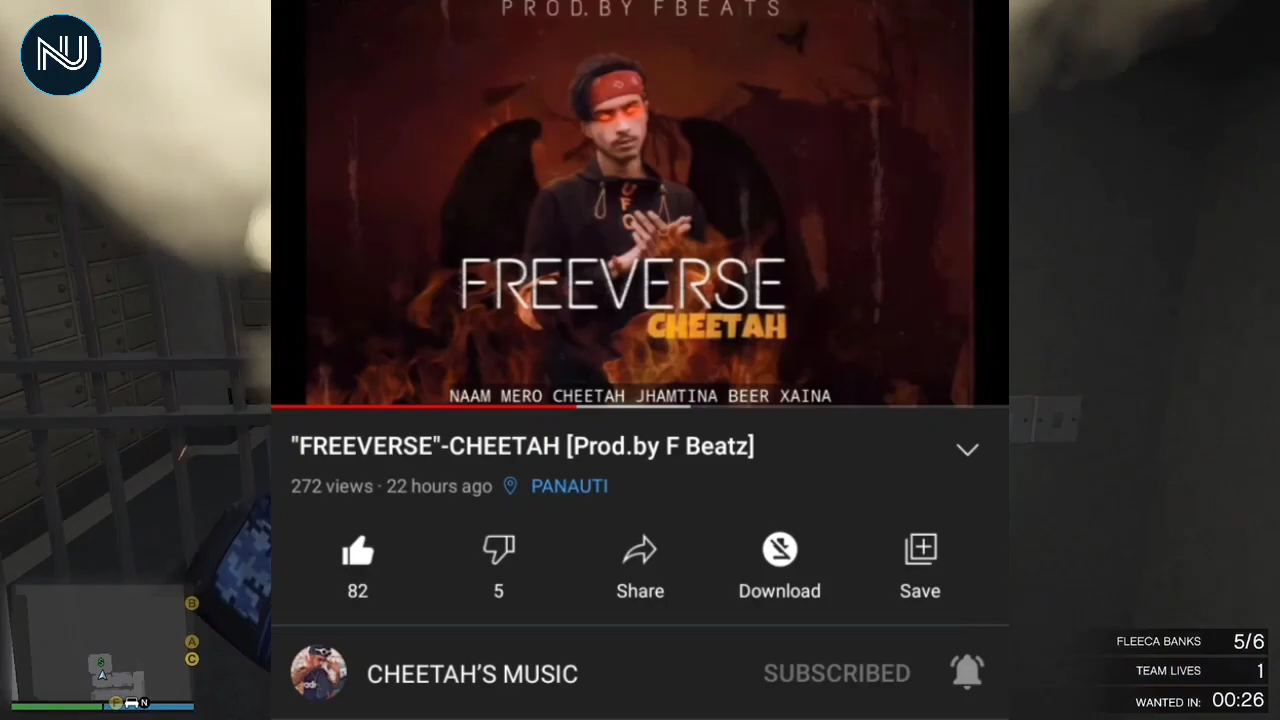 NU
PROD. BY FBEATS
UFO
FREEVERSE
CHEETAH
NAAM MERO CHEETAH JHAMTINA BEER XAINA
"FREEVERSE"-CHEETAH [Prod.by F Beatz]
272 views · 22 hours ago PANAUTI
82 5 Share Download Save
CHEETAH'S MUSIC SUBSCRIBED
B
A
C
S
F N
FLEECA BANKS 5/6
TEAM LIVES 1
WANTED IN: 00:26